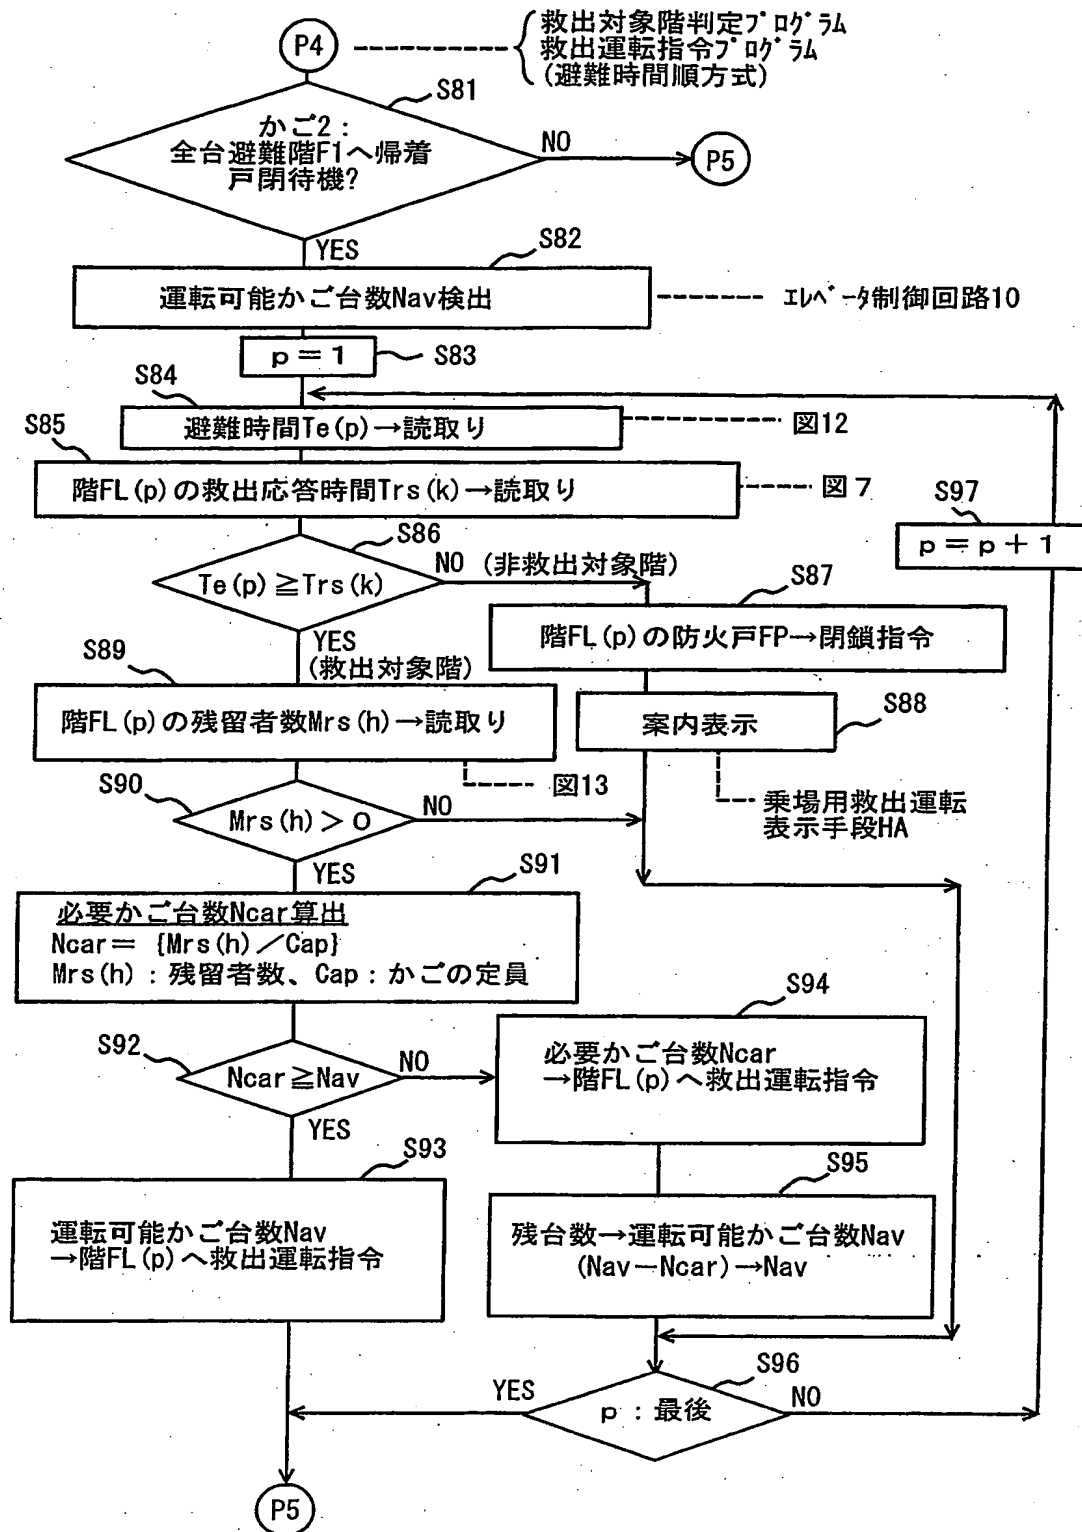 P4
救出対象階判定プログラム
救出運転指令プログラム
(避難時間順方式)
S81
かご2:
全台避難階F1へ帰着
戸閉待機?
NO
P5
YES
S82
運転可能かご台数Nav検出
エレベータ制御回路10
p=1
S83
S84
避難時間Te(p)→読取り
図12
S85
階FL(p)の救出応答時間Trs(k)→読取り
図7
S97
p=p+1
S86
Te(p)≧Trs(k)
NO (非救出対象階)
S87
階FL(p)の防火戸FP→閉鎖指令
YES
(救出対象階)
S89
階FL(p)の残留者数Mrs(h)→読取り
図13
S88
案内表示
乗場用救出運転
表示手段HA
S90
Mrs(h)>0
NO
YES
S91
必要かご台数Ncar算出
Ncar= {Mrs(h)/Cap}
Mrs(h):残留者数、Cap:かごの定員
S92
Ncar≧Nav
NO
YES
S94
必要かご台数Ncar
→階FL(p)へ救出運転指令
S93
運転可能かご台数Nav
→階FL(p)へ救出運転指令
S95
残台数→運転可能かご台数Nav
(Nav-Ncar)→Nav
S96
p:最後
YES
NO
P5